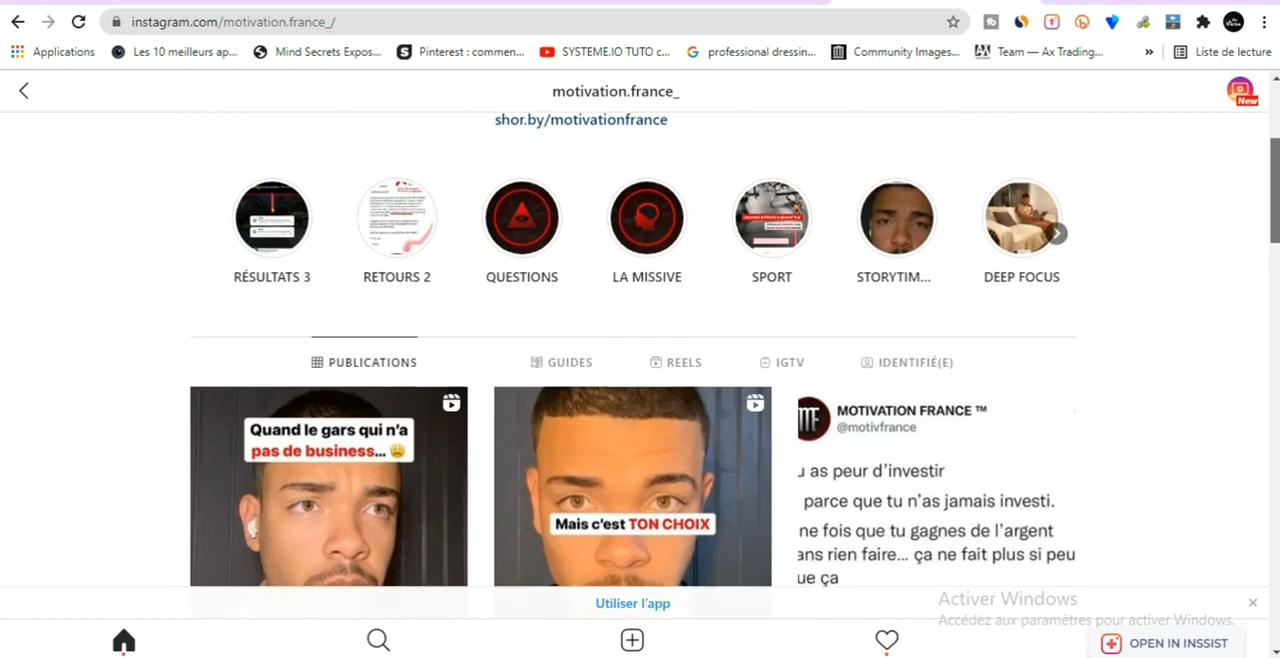 instagram.com/motivation.france_/
Applications
Les 10 meilleurs ap...
Mind Secrets Expos...
Pinterest : commen...
SYSTEME.IO TUTO c...
professional dressin...
Community Images...
Team — Ax Trading...
»
Liste de lecture
motivation.france_
New
shor.by/motivationfrance
RÉSULTATS 3
RETOURS 2
QUESTIONS
LA MISSIVE
SPORT
STORYTIM...
DEEP FOCUS
PUBLICATIONS
GUIDES
REELS
IGTV
IDENTIFIÉ(E)
Quand le gars qui n'a
pas de business... 😩
Mais c'est TON CHOIX
MF
MOTIVATION FRANCE ™
@motivfrance
u as peur d'investir
parce que tu n'as jamais investi.
ne fois que tu gagnes de l'argent
ans rien faire... ça ne fait plus si peu
ue ça
Utiliser l'app
Activer Windows
Accédez aux paramètres pour activer Windows.
OPEN IN INSSIST